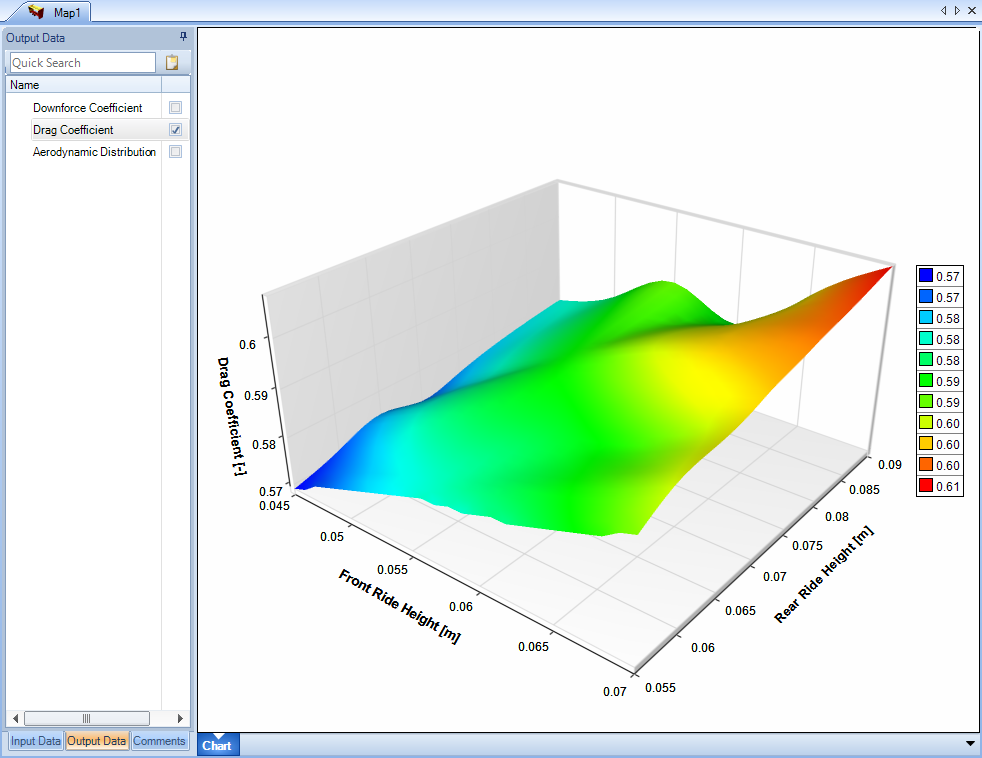 Map1
Output Data
Quick Search
Name
Downforce Coefficient
Drag Coefficient
Aerodynamic Distribution
Input Data
Output Data
Comments
Chart
Drag Coefficient [-]
0.6
0.59
0.58
0.57
0.045
0.05
0.055
0.06
0.065
0.07
Front Ride Height [m]
0.055
0.06
0.065
0.07
0.075
0.08
0.085
0.09
Rear Ride Height [m]
0.57
0.57
0.58
0.58
0.58
0.59
0.59
0.60
0.60
0.60
0.61